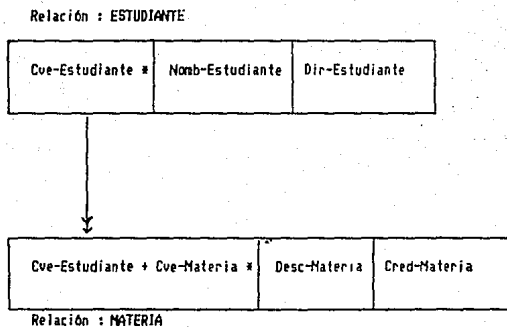 Relación : ESTUDIANTE
Cve-Estudiante * Nomb-Estudiante Dir-Estudiante
Cve-Estudiante + Cve-Materia * Desc-Materia Cred-Materia
Relación : MATERIA